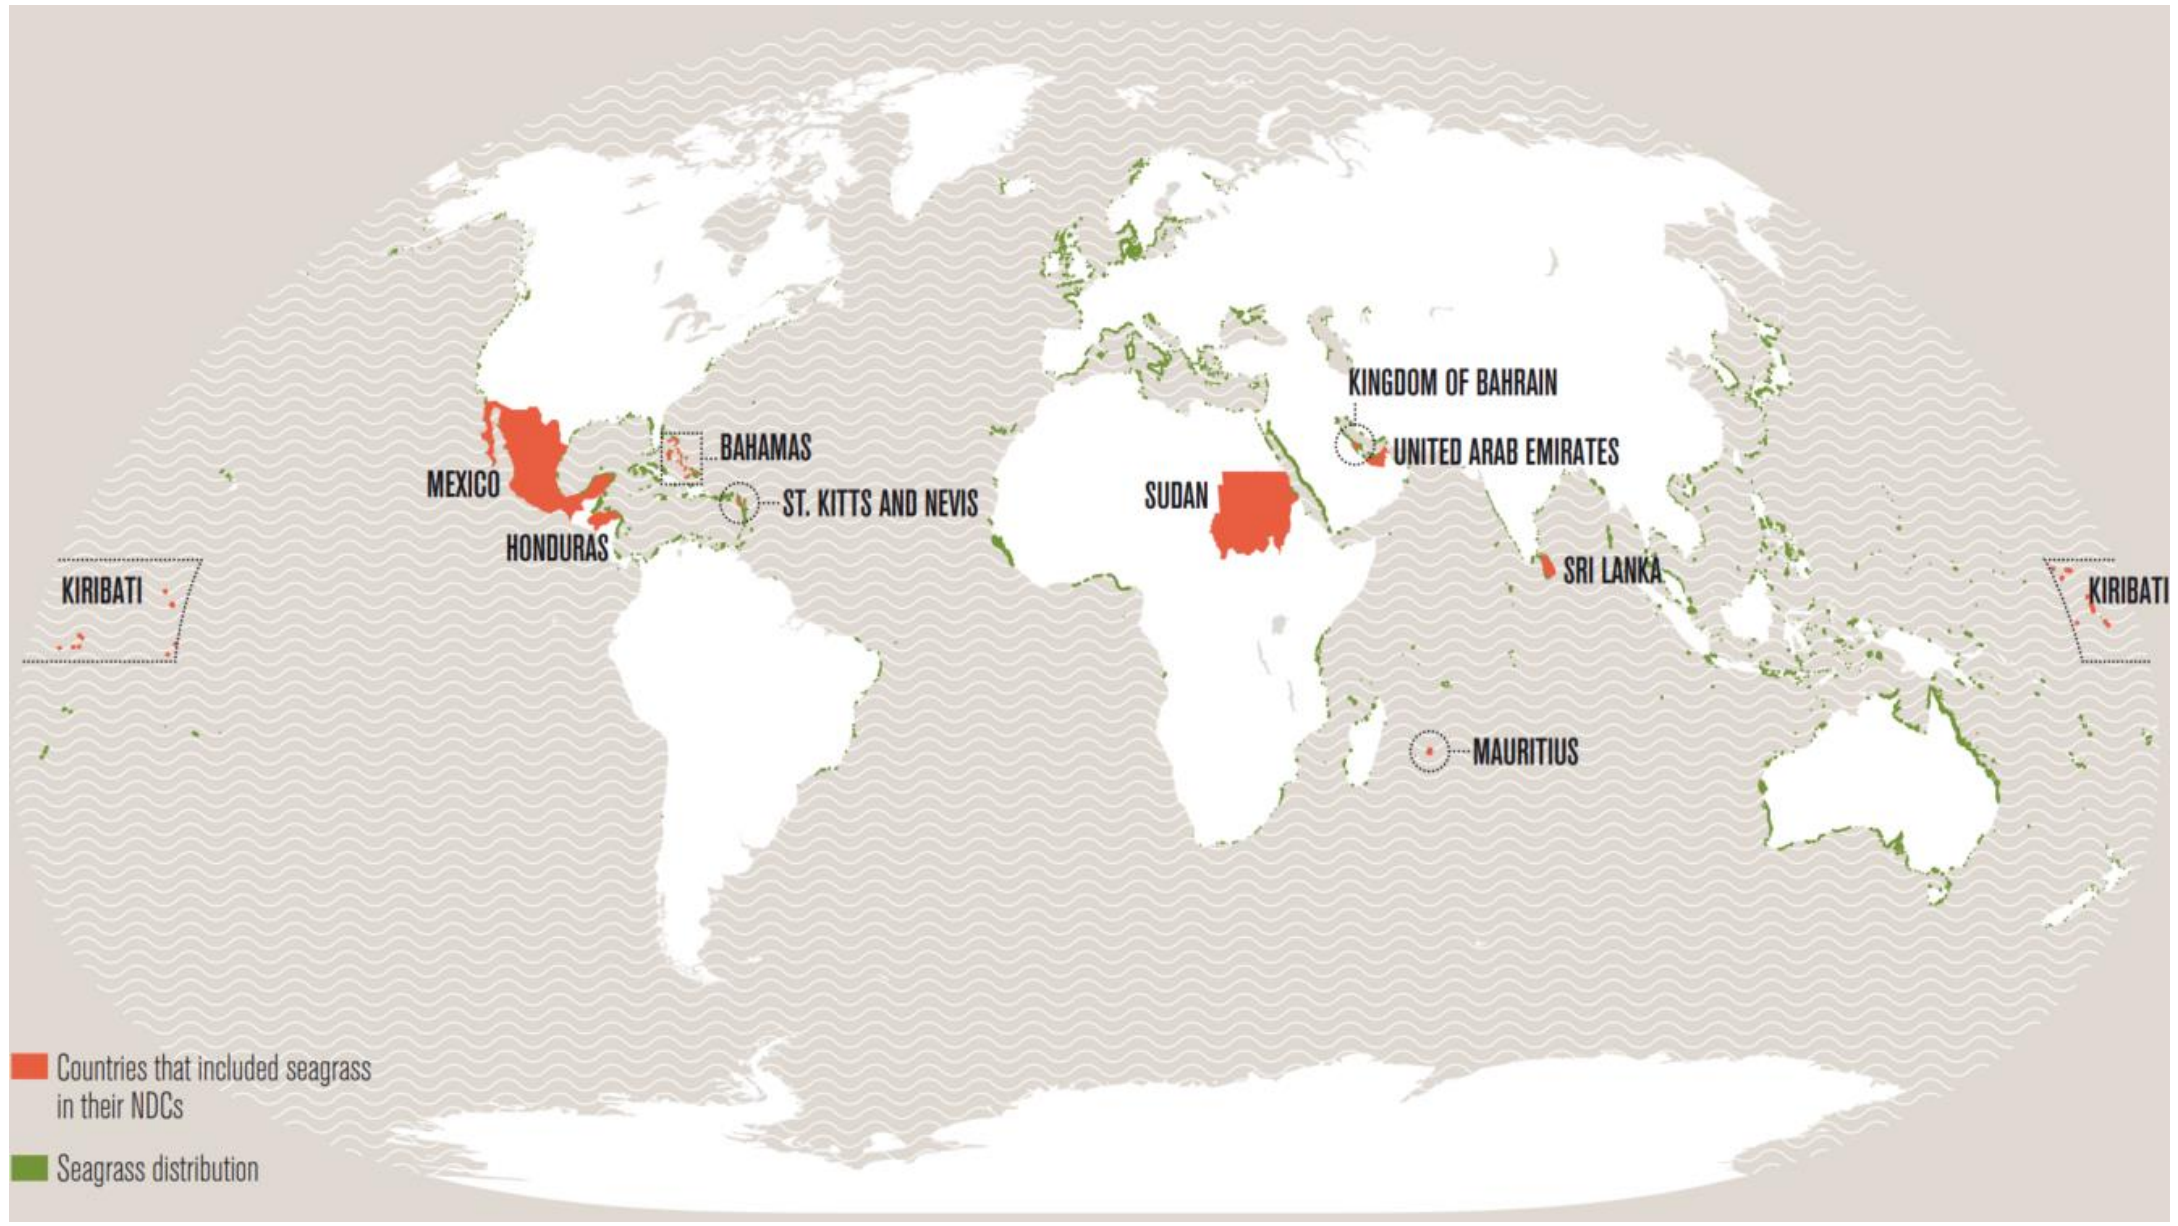 KINGDOM OF BAHRAIN
BAHAMAS
UNITED ARAB EMIRATES
MEXICO
ST. KITTS AND NEVIS
SUDAN
HONDURAS
SRI LANKA
KIRIBATI
KIRIBATI
MAURITIUS
Countries that included seagrass
in their NDCs
Seagrass distribution